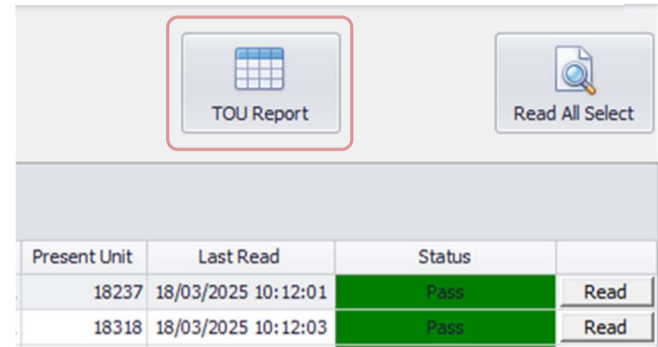 TOU Report
Read All Select
Present Unit Last Read Status
18237 18/03/2025 10:12:01 Pass Read
18318 18/03/2025 10:12:03 Pass Read